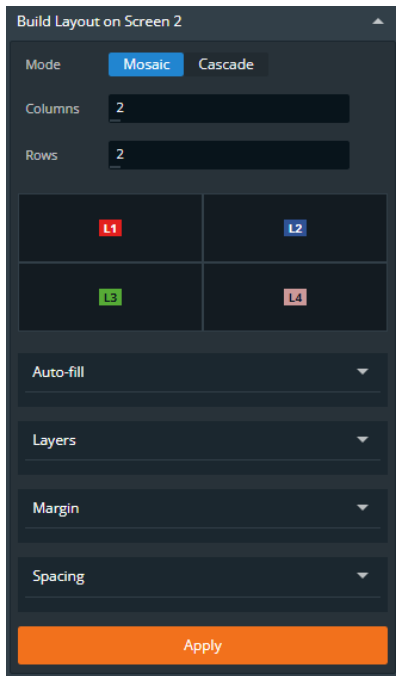 Build Layout on Screen 2
Mode Mosaic Cascade
Columns 2
Rows 2
L1 L2
L3 L4
Auto-fill
Layers
Margin
Spacing
Apply